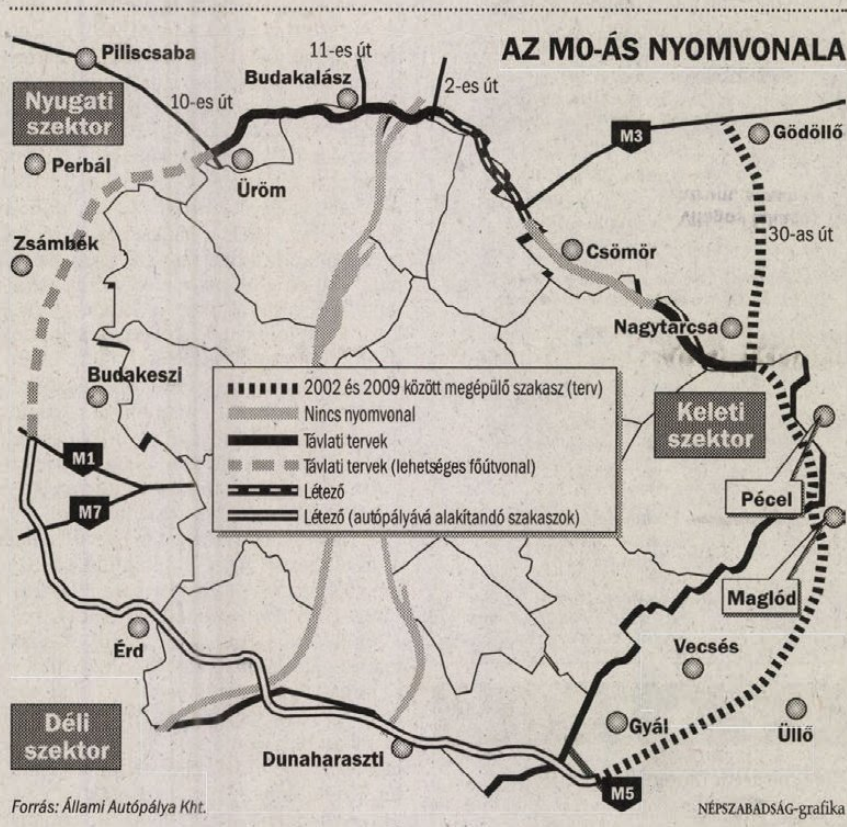 AZ M0-ÁS NYOMVONALA
Piliscsaba
11-es út
Budakalász
2-es út
10-es út
Nyugati
szektor
M3
Gödöllő
Perbál
Üröm
30-as út
Zsámbék
Csömör
Nagytarcsa
Budakeszi
2002 és 2009 között megépülő szakasz (terv)
Nincs nyomvonal
Távlati tervek
Távlati tervek (lehetséges főútvonal)
Létező
Létező (autópályává alakítandó szakaszok)
Keleti
szektor
M1
M7
Pécel
Maglód
Érd
Vecsés
Déli
szektor
Gyál
Üllő
Dunaharaszti
M5
Forrás: Állami Autópálya Kht.
NÉPSZABADSÁG-grafika